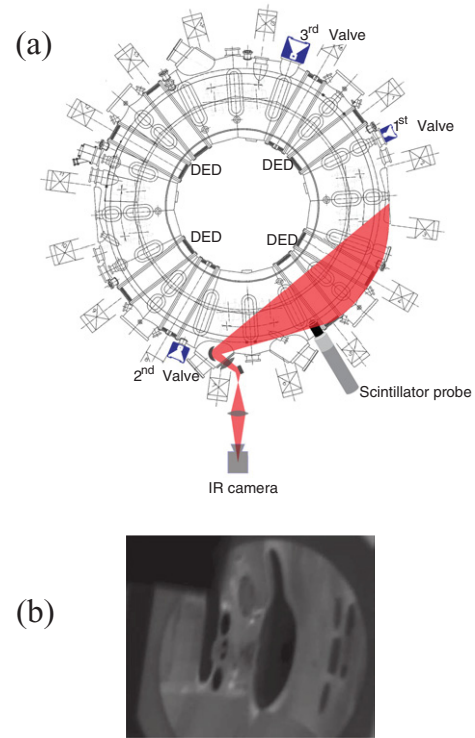 (a)
3rd Valve
1st Valve
DED
DED
DED
DED
2nd Valve
Scintillator probe
IR camera
(b)